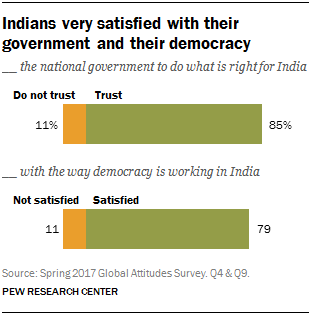 Indians very satisfied with their
government and their democracy
__ the national government to do what is right for India
Do not trust Trust
11% 85%
__ with the way democracy is working in India
Not satisfied Satisfied
11 79
Source: Spring 2017 Global Attitudes Survey. Q4 & Q9.
PEW RESEARCH CENTER